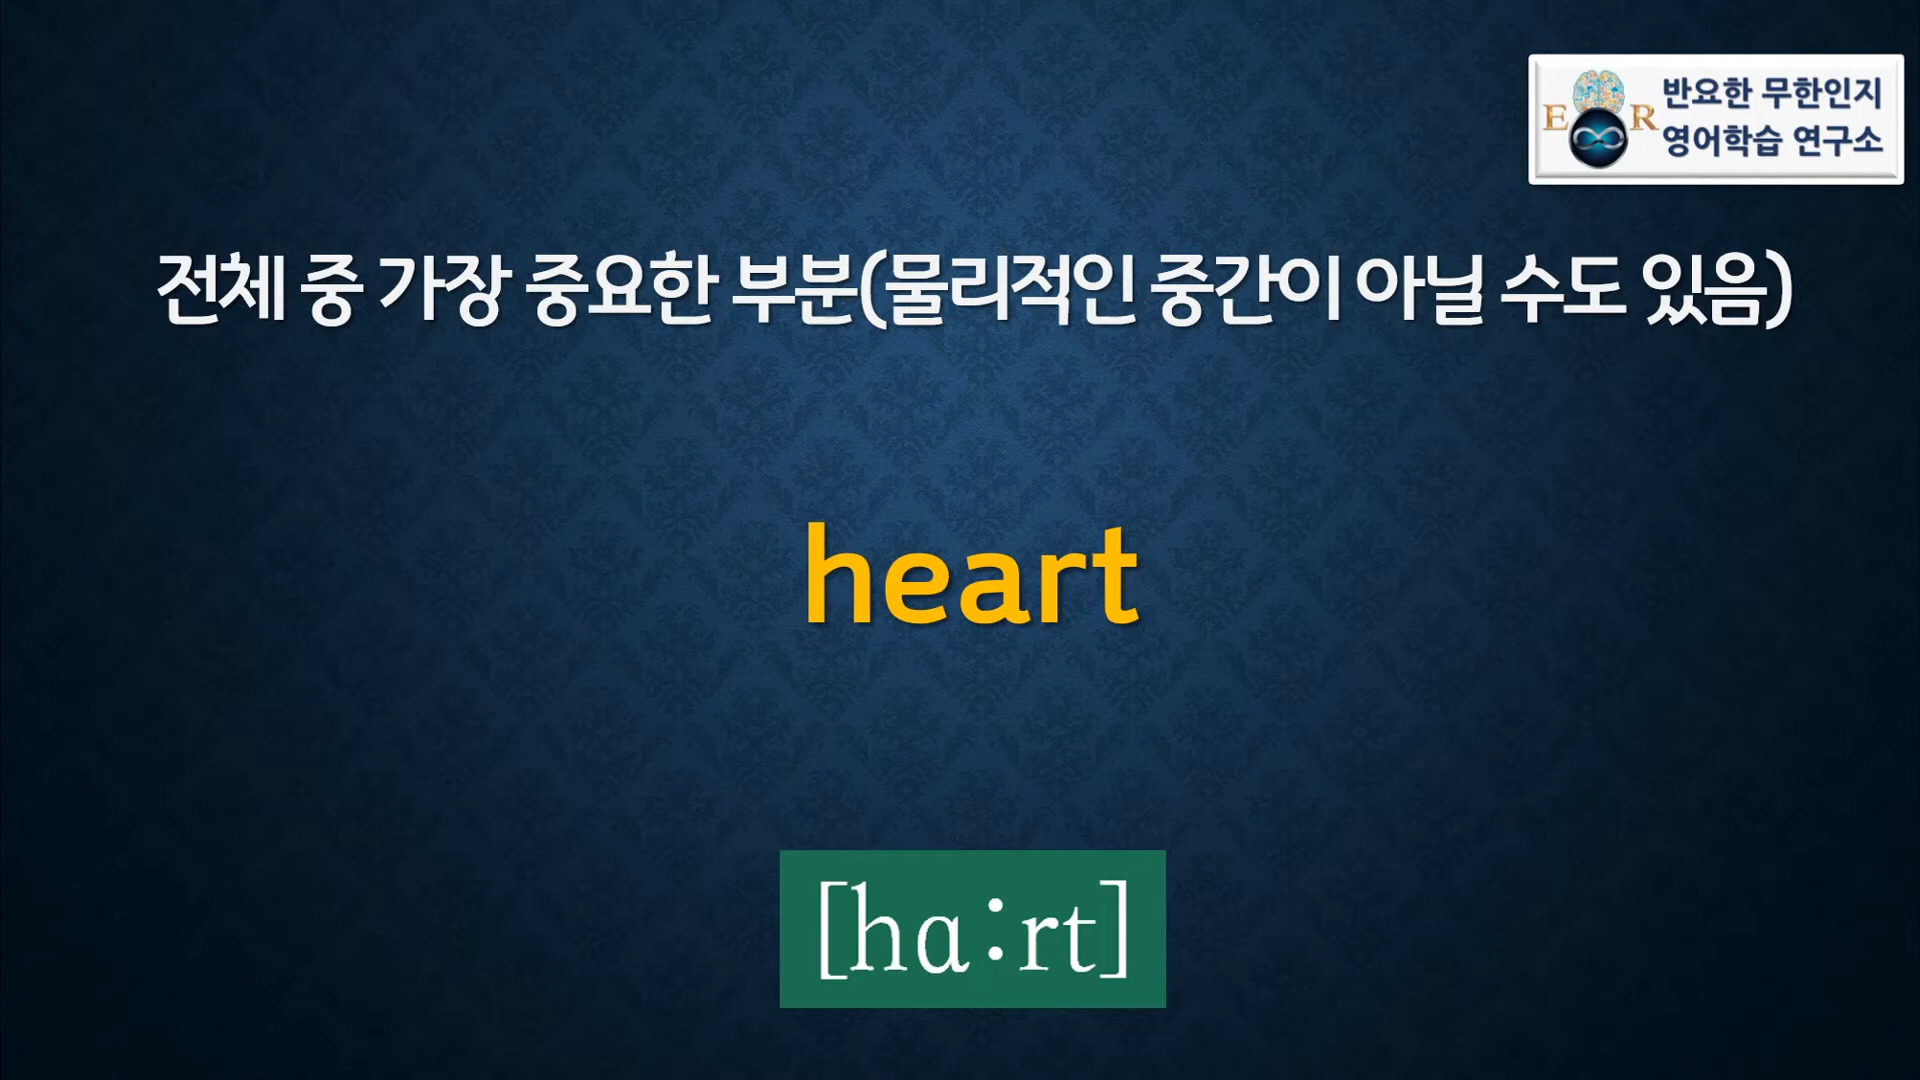 E R 반요한 무한인지
영어학습 연구소
전체 중 가장 중요한 부분(물리적인 중간이 아닐 수도 있음)
heart
[hɑːrt]